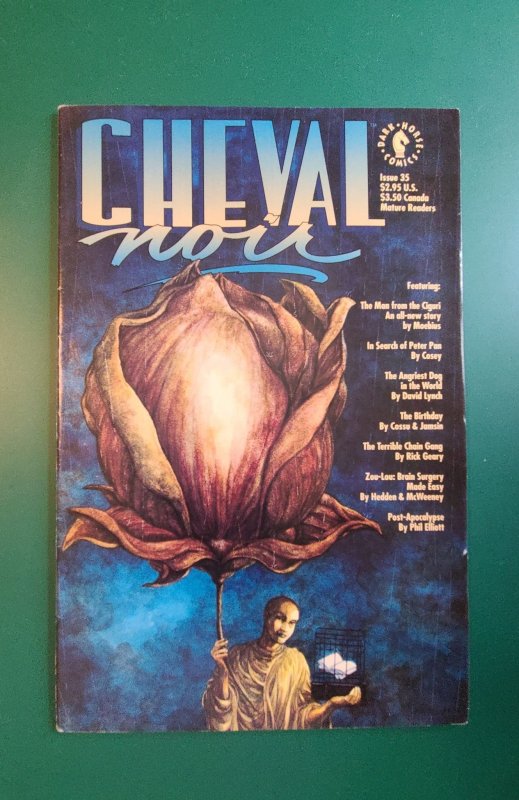 CHEVAL
noir
DARK • HORSE
COMICS
Issue 35
$2.95 U.S.
$3.50 Canada
Mature Readers
Featuring:
The Man from the Ciguri
An all-new story
by Moebius
In Search of Peter Pan
By Cosey
The Angriest Dog
in the World
By David Lynch
The Birthday
By Cossu & Jamsin
The Terrible Chain Gang
By Rick Geary
Zou-Lou: Brain Surgery
Made Easy
By Hedden & McWeeney
Post-Apocalypse
By Phil Elliott